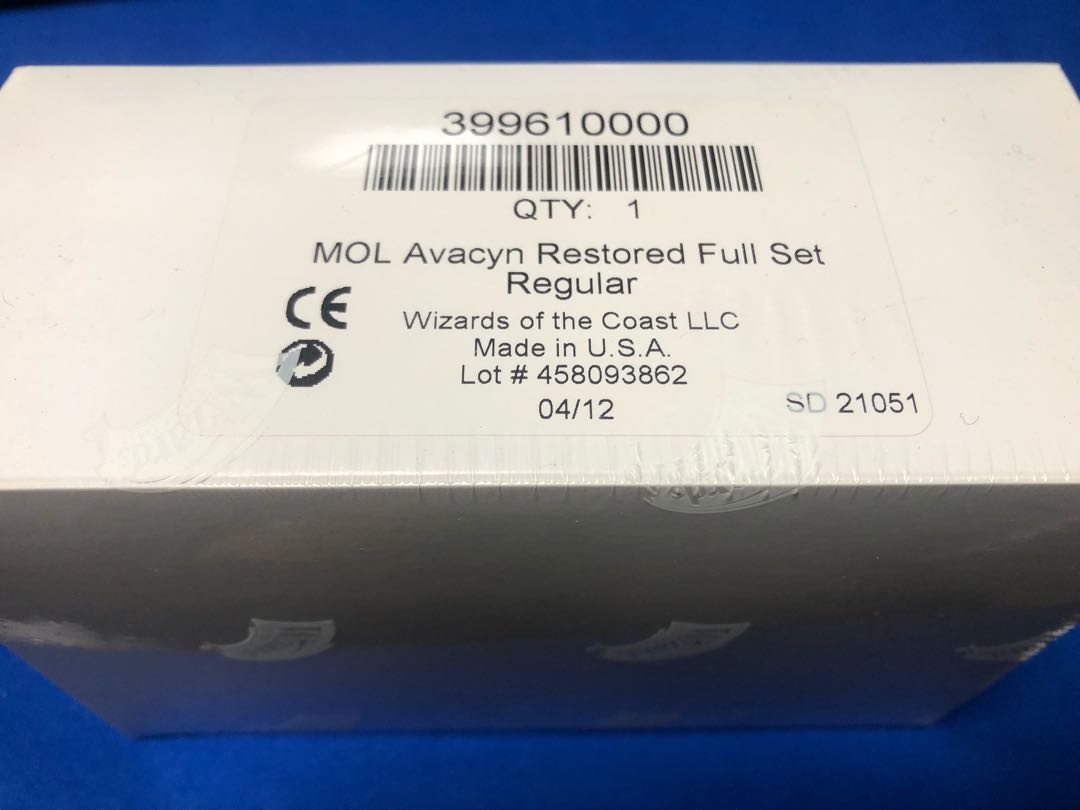 399610000
QTY: 1
MOL Avacyn Restored Full Set
Regular
CE
Wizards of the Coast LLC
Made in U.S.A.
Lot # 458093862
04/12
SD 21051